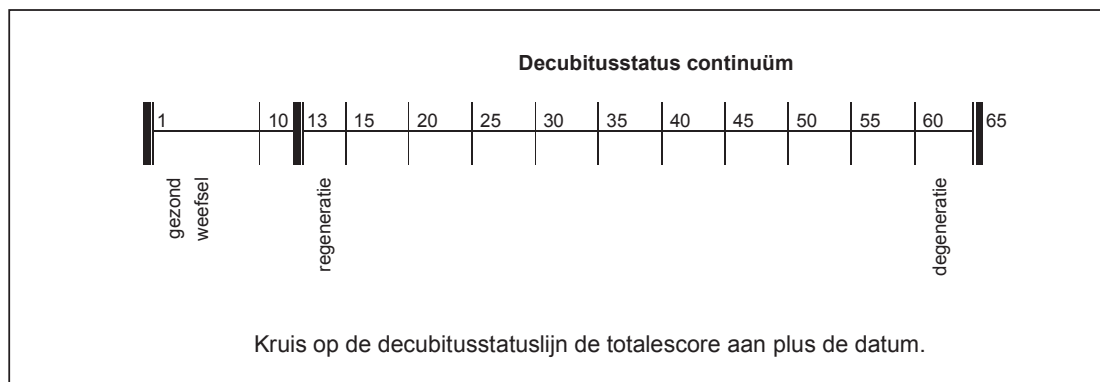 Decubitusstatus continuüm
1 10 13 15 20 25 30 35 40 45 50 55 60 65
gezond
weefsel
regeneratie
degeneratie
Kruis op de decubitusstatuslijn de totalescore aan plus de datum.